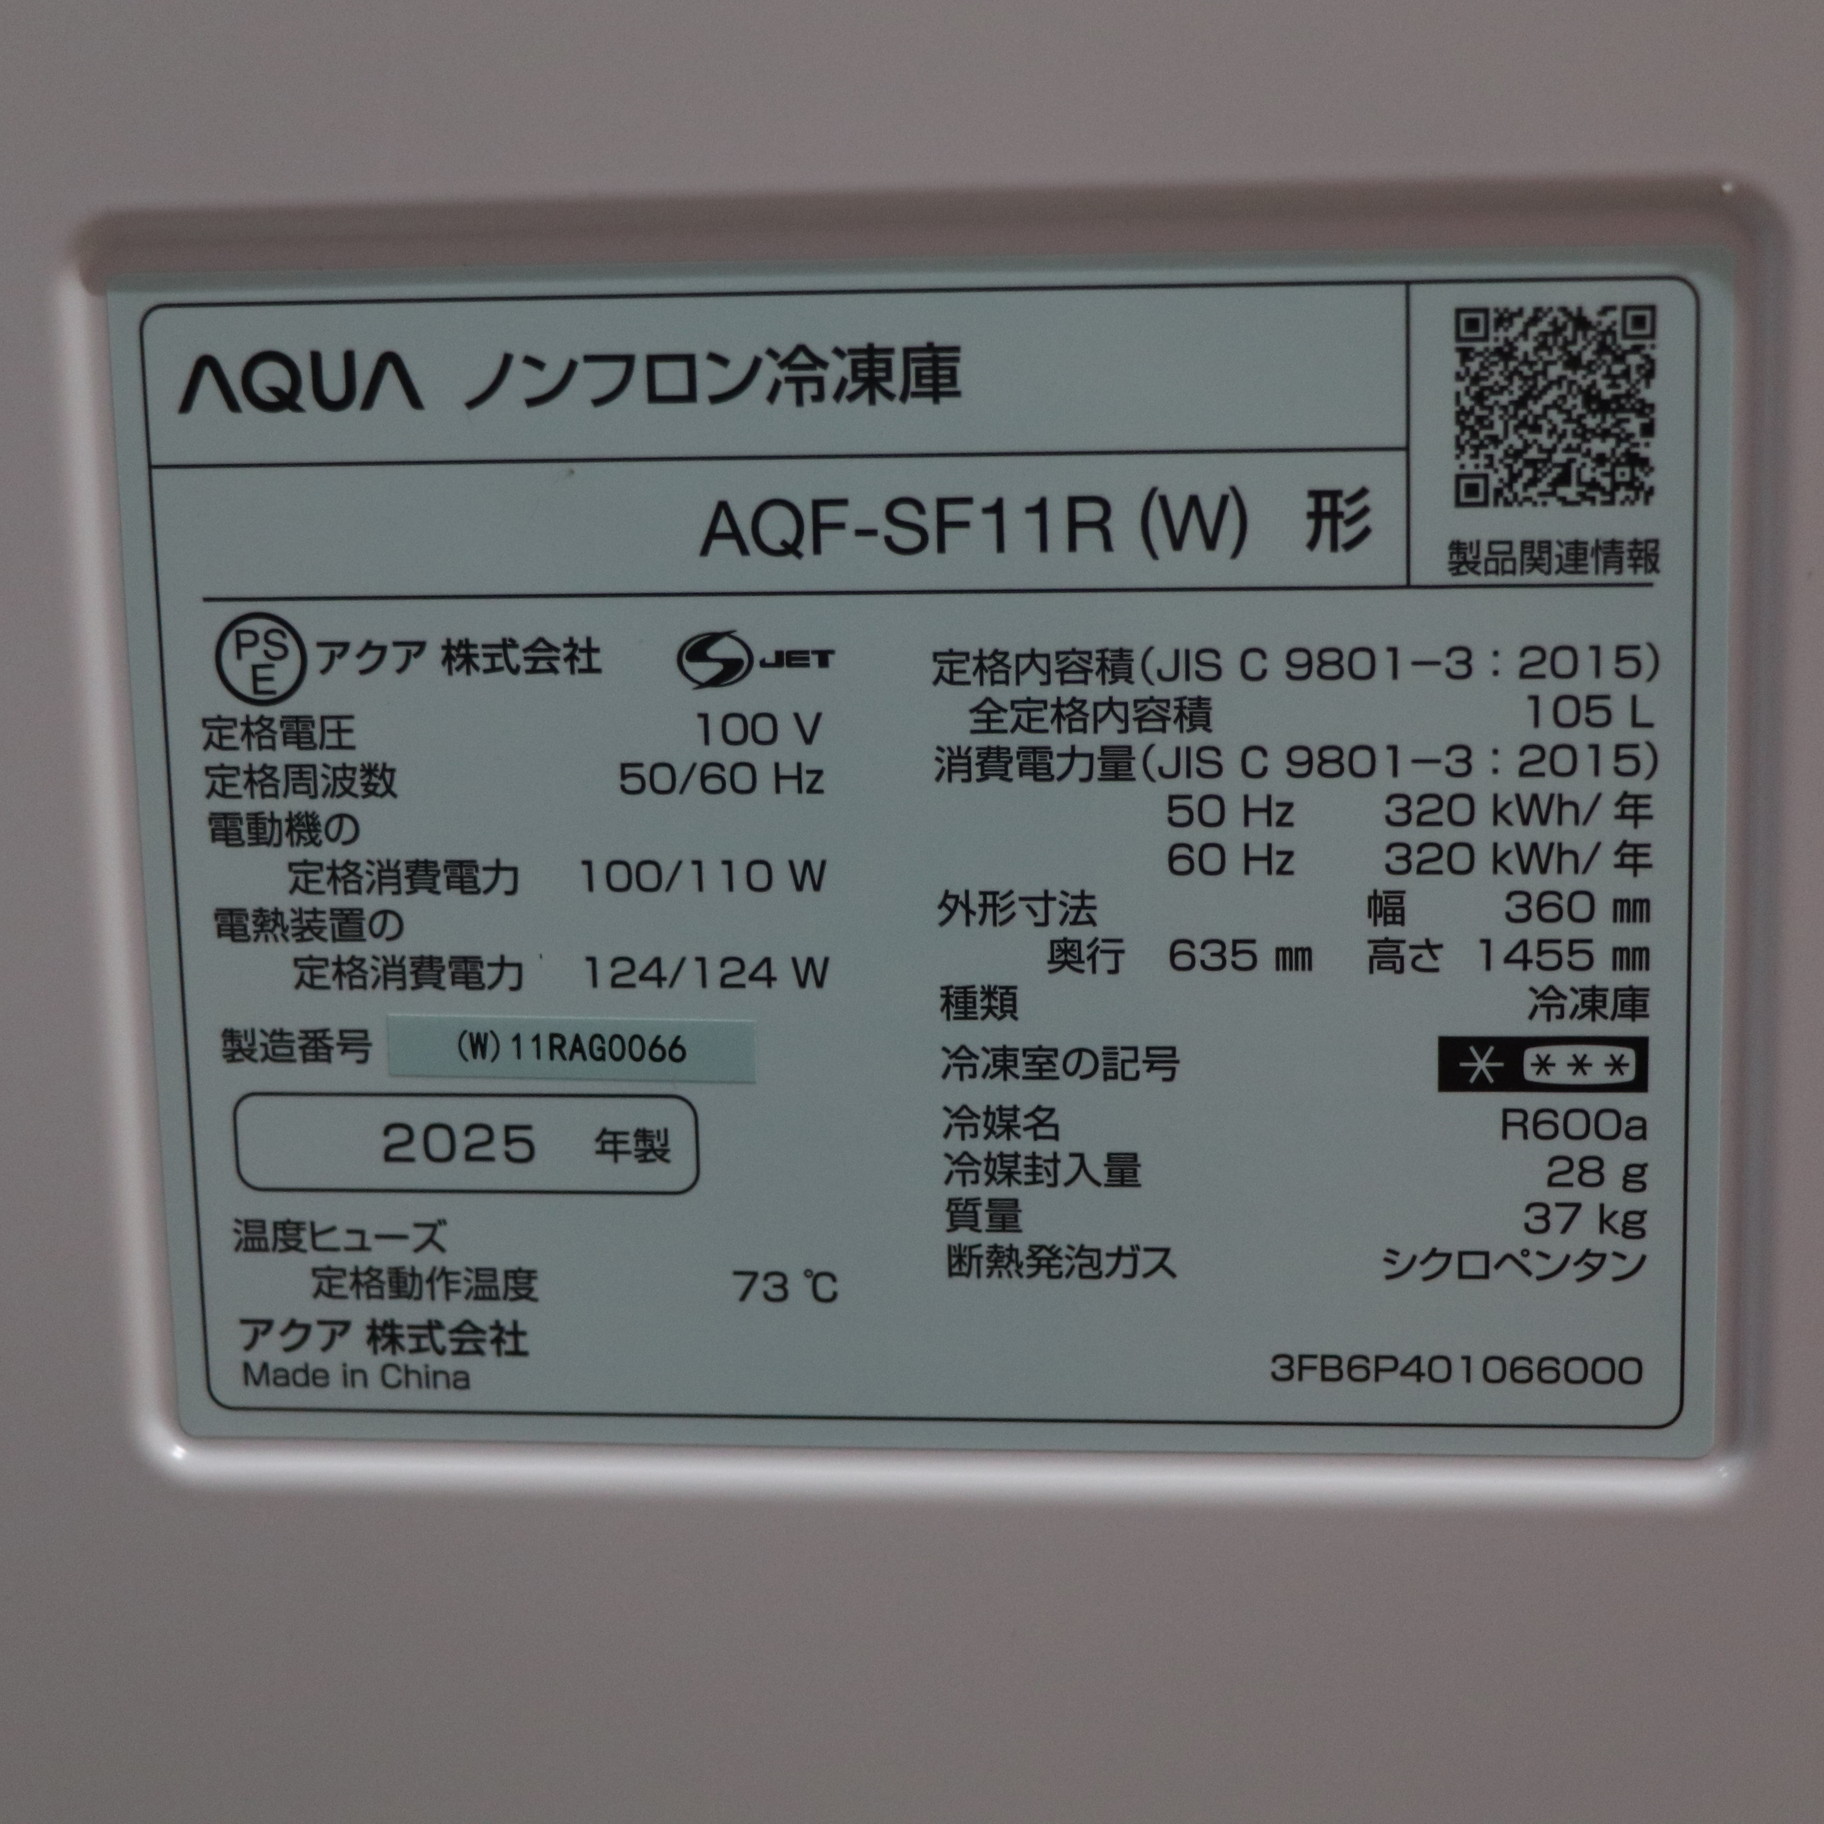 AQUA ノンフロン冷凍庫
AQF-SF11R (W) 形
製品関連情報
PSE アクア 株式会社 S JET
定格電圧 100 V
定格周波数 50/60 Hz
電動機の
定格消費電力 100/110 W
電熱装置の
定格消費電力 124/124 W
製造番号 (W)11RAG0066
2025 年製
温度ヒューズ
定格動作温度 73 ℃
アクア 株式会社
Made in China
定格内容積(JIS C 9801-3:2015)
全定格内容積 105 L
消費電力量(JIS C 9801-3:2015)
50 Hz 320 kWh/年
60 Hz 320 kWh/年
外形寸法 幅 360 ㎜
奥行 635 ㎜ 高さ 1455 ㎜
種類 冷凍庫
冷凍室の記号 * ***
冷媒名 R600a
冷媒封入量 28 g
質量 37 kg
断熱発泡ガス シクロペンタン
3FB6P401066000